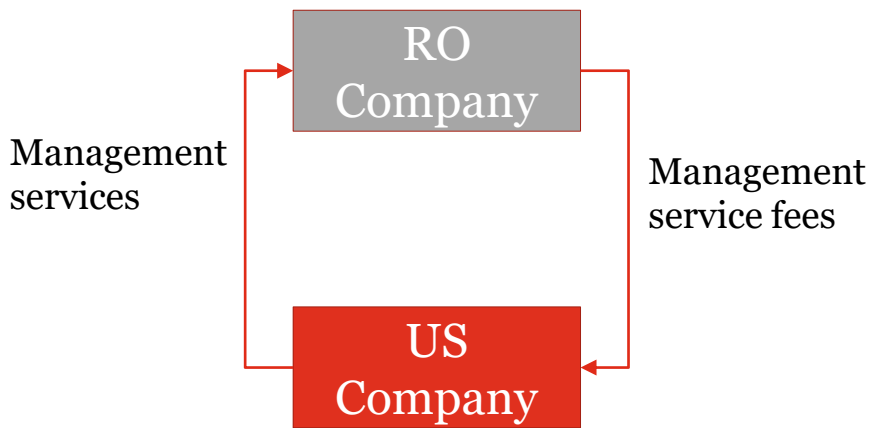 RO
Company
Management
services
Management
service fees
US
Company